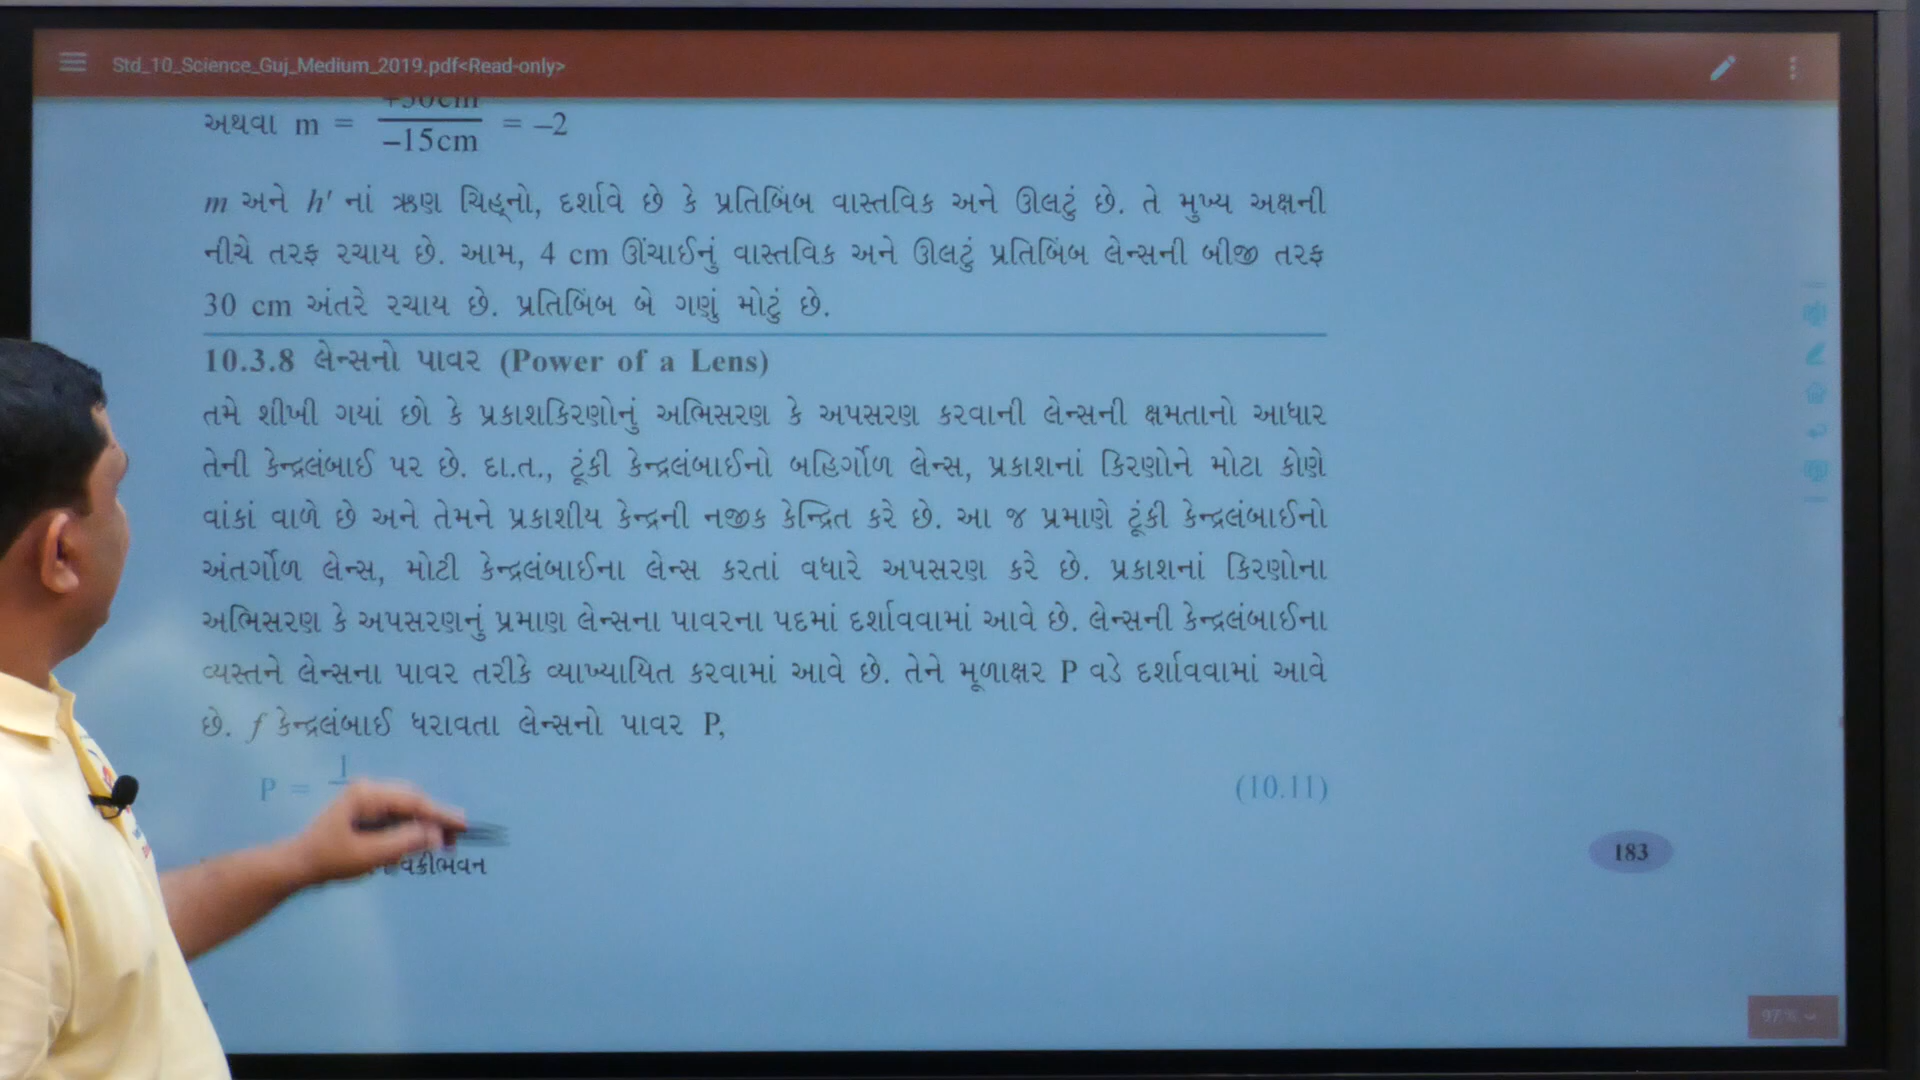 Std_10_Science_Guj_Medium_2019.pdf<Read-only>
+30cm
અથવા m = ―― = –2
–15cm
m અને h' નાં ઋણ ચિહ્નો, દર્શાવે છે કે પ્રતિબિંબ વાસ્તવિક અને ઊલટું છે. તે મુખ્ય અક્ષની
નીચે તરફ રચાય છે. આમ, 4 cm ઊંચાઈનું વાસ્તવિક અને ઊલટું પ્રતિબિંબ લેન્સની બીજી તરફ
30 cm અંતરે રચાય છે. પ્રતિબિંબ બે ગણું મોટું છે.
10.3.8 લેન્સનો પાવર (Power of a Lens)
તમે શીખી ગયાં છો કે પ્રકાશકિરણોનું અભિસરણ કે અપસરણ કરવાની લેન્સની ક્ષમતાનો આધાર
તેની કેન્દ્રલંબાઈ પર છે. દા.ત., ટૂંકી કેન્દ્રલંબાઈનો બહિર્ગોળ લેન્સ, પ્રકાશનાં કિરણોને મોટા કોણે
વાંકાં વાળે છે અને તેમને પ્રકાશીય કેન્દ્રની નજીક કેન્દ્રિત કરે છે. આ જ પ્રમાણે ટૂંકી કેન્દ્રલંબાઈનો
અંતર્ગોળ લેન્સ, મોટી કેન્દ્રલંબાઈના લેન્સ કરતાં વધારે અપસરણ કરે છે. પ્રકાશનાં કિરણોના
અભિસરણ કે અપસરણનું પ્રમાણ લેન્સના પાવરના પદમાં દર્શાવવામાં આવે છે. લેન્સની કેન્દ્રલંબાઈના
વ્યસ્તને લેન્સના પાવર તરીકે વ્યાખ્યાયિત કરવામાં આવે છે. તેને મૂળાક્ષર P વડે દર્શાવવામાં આવે
છે. f કેન્દ્રલંબાઈ ધરાવતા લેન્સનો પાવર P,
P = 1 (10.11)
વક્રીભવન
183
97 %